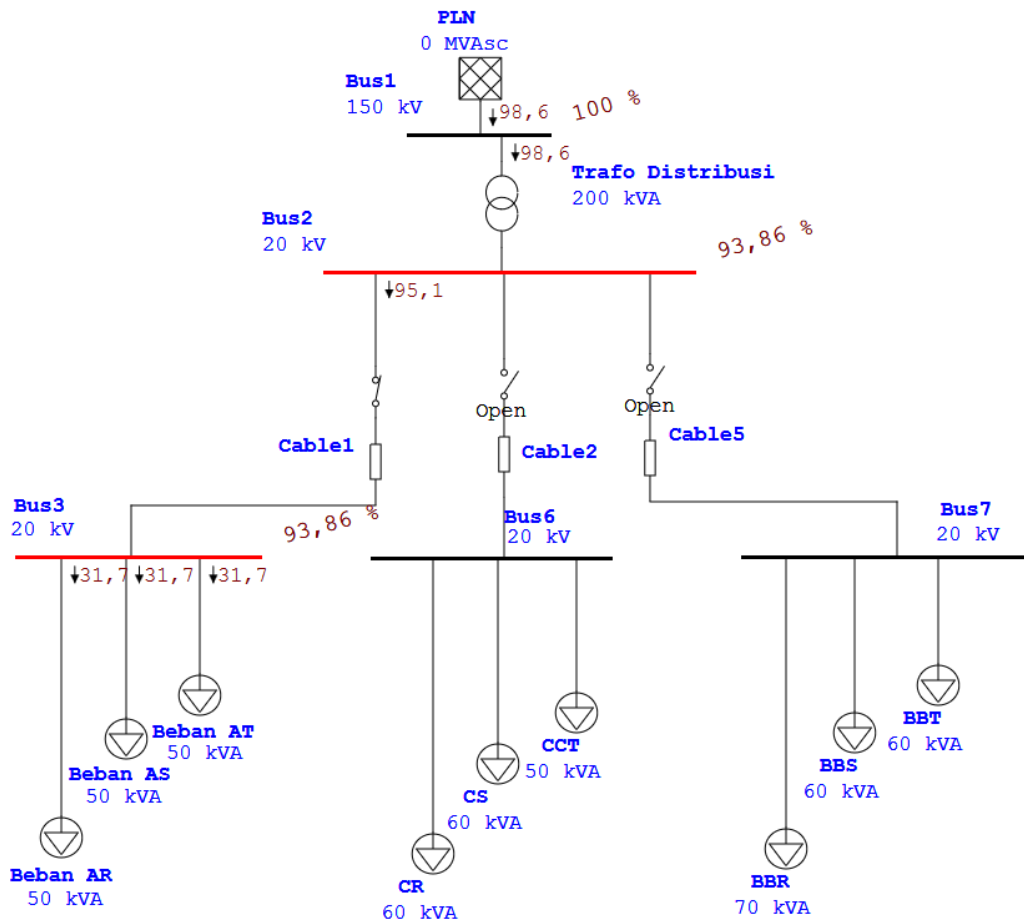 PLN
0 MVAsc
Bus1
150 kV
98,6
100 %
98,6
Trafo Distribusi
200 kVA
Bus2
20 kV
93,86 %
95,1
Open
Open
Cable1
Cable2
Cable5
Bus3
20 kV
93,86 %
Bus6
20 kV
Bus7
20 kV
31,7
31,7
31,7
Beban AT
50 kVA
Beban AS
50 kVA
Beban AR
50 kVA
CCT
50 kVA
CS
60 kVA
CR
60 kVA
BBT
60 kVA
BBS
60 kVA
BBR
70 kVA